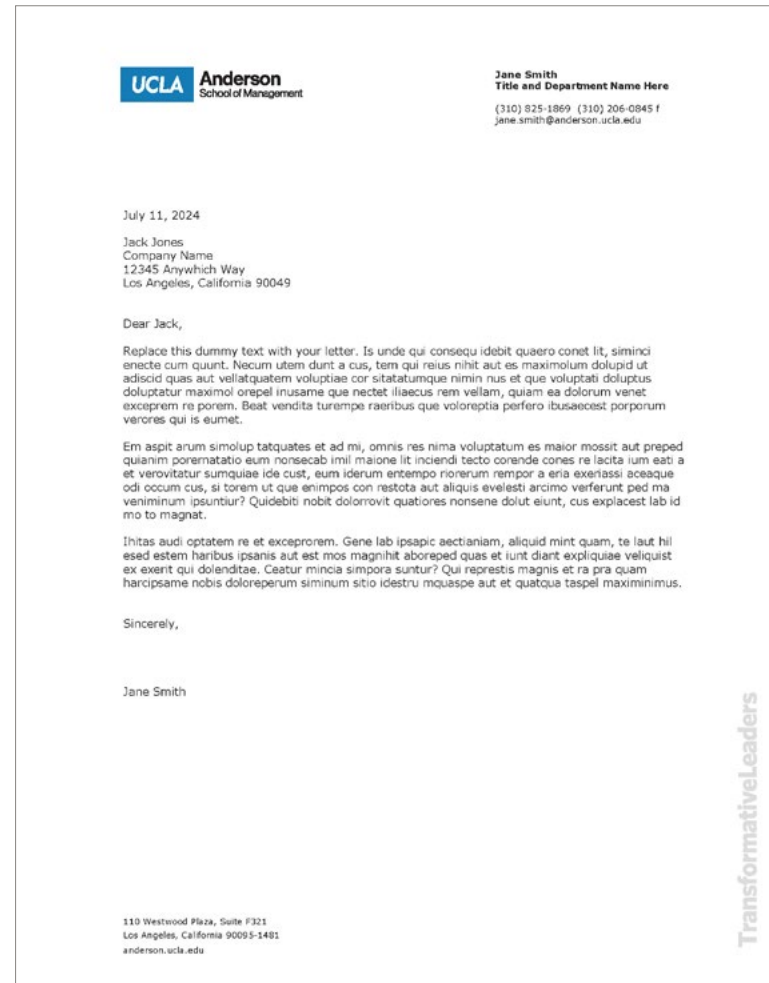 UCLA Anderson
School of Management
Jane Smith
Title and Department Name Here
(310) 825-1869 (310) 206-0845 f
jane.smith@anderson.ucla.edu
July 11, 2024
Jack Jones
Company Name
12345 Anywhich Way
Los Angeles, California 90049
Dear Jack,
Replace this dummy text with your letter. Is unde qui consequ idebit quaero conet lit, siminci
enecte cum quunt. Necum utem dunt a cus, tem qui reius nihit aut es maximolum dolupid ut
adiscid quas aut vellatquatem voluptiae cor sitatatumque nimin nus et que voluptati doluptus
doluptatur maximol orepel inusame que nectet iliaecus rem vellam, quiam ea dolorum venet
exceprem re porem. Beat vendita turempe raeribus que voloreptia perfero ibusaecest porporum
verores qui is eumet.
Em aspit arum simolup tatquates et ad mi, omnis res nima voluptatum es maior mossit aut preped
quianim porernatatio eum nonsecab imil maione lit inciendi tecto corende cones re lacita ium eati a
et verovitatur sumquiae ide cust, eum iderum entempo riorerum rempor a eria exeriassi aceaque
odi occum cus, si torem ut que enimpos con restota aut aliquis evelesti arcimo verferunt ped ma
veniminum ipsuntiur? Quidebiti nobit dolorrovit quatiores nonsene dolut eiunt, cus explacest lab id
mo to magnat.
Ihitas audi optatem re et exceprorem. Gene lab ipsapic aectianiam, aliquid mint quam, te laut hil
esed estem haribus ipsanis aut est mos magnihit aboreped quas et iunt diant expliquiae veliquist
ex exerit qui dolenditae. Ceatur mincia simpora suntur? Qui represtis magnis et ra pra quam
harcipsame nobis doloreperum siminum sitio idestru mquaspe aut et quatqua taspel maximinimus.
Sincerely,
Jane Smith
TransformativeLeaders
110 Westwood Plaza, Suite F321
Los Angeles, California 90095-1481
anderson.ucla.edu